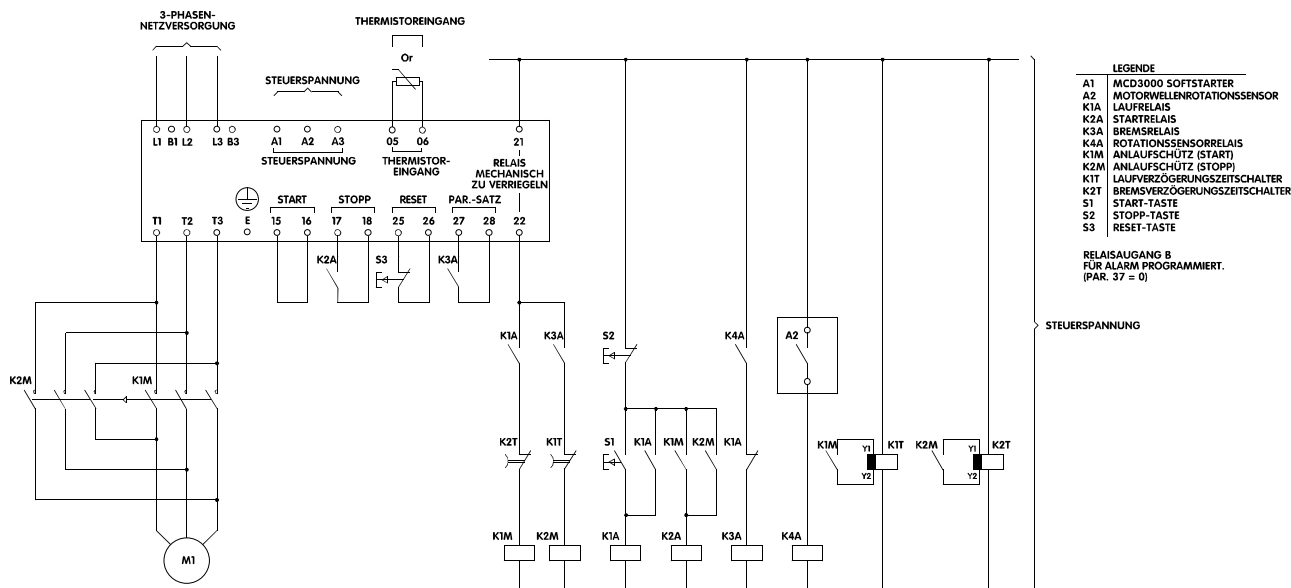 3-PHASEN-
NETZVERSORGUNG
THERMISTOREINGANG
Or
STEUERSPANNUNG
L1 B1 L2 L3 B3 A1 A2 A3 05 06 21
STEUERSPANNUNG
THERMISTOR-
EINGANG
RELAIS
MECHANISCH
ZU VERRIEGELN
START STOPP RESET PAR.-SATZ
T1 T2 T3 E 15 16 17 18 25 26 27 28 22
K2A S3 K3A
LEGENDE
A1 MCD3000 SOFTSTARTER
A2 MOTORWELLENROTATIONSSENSOR
K1A LAUFRELAIS
K2A STARTRELAIS
K3A BREMSRELAIS
K4A ROTATIONSSENSORRELAIS
K1M ANLAUFSCHÜTZ (START)
K2M ANLAUFSCHÜTZ (STOPP)
K1T LAUFVERZÖGERUNGSZEITSCHALTER
K2T BREMSVERZÖGERUNGSZEITSCHALTER
S1 START-TASTE
S2 STOPP-TASTE
S3 RESET-TASTE
RELAISAUGANG B
FÜR ALARM PROGRAMMIERT.
(PAR. 37 = 0)
STEUERSPANNUNG
K1A K3A S2 K4A A2
K2M K1M
K2T K1T S1 K1A K1M K2M K1A K1M Y1 K1T K2M Y1 K2T
Y2 Y2
K1M K2M K1A K2A K3A K4A
M1